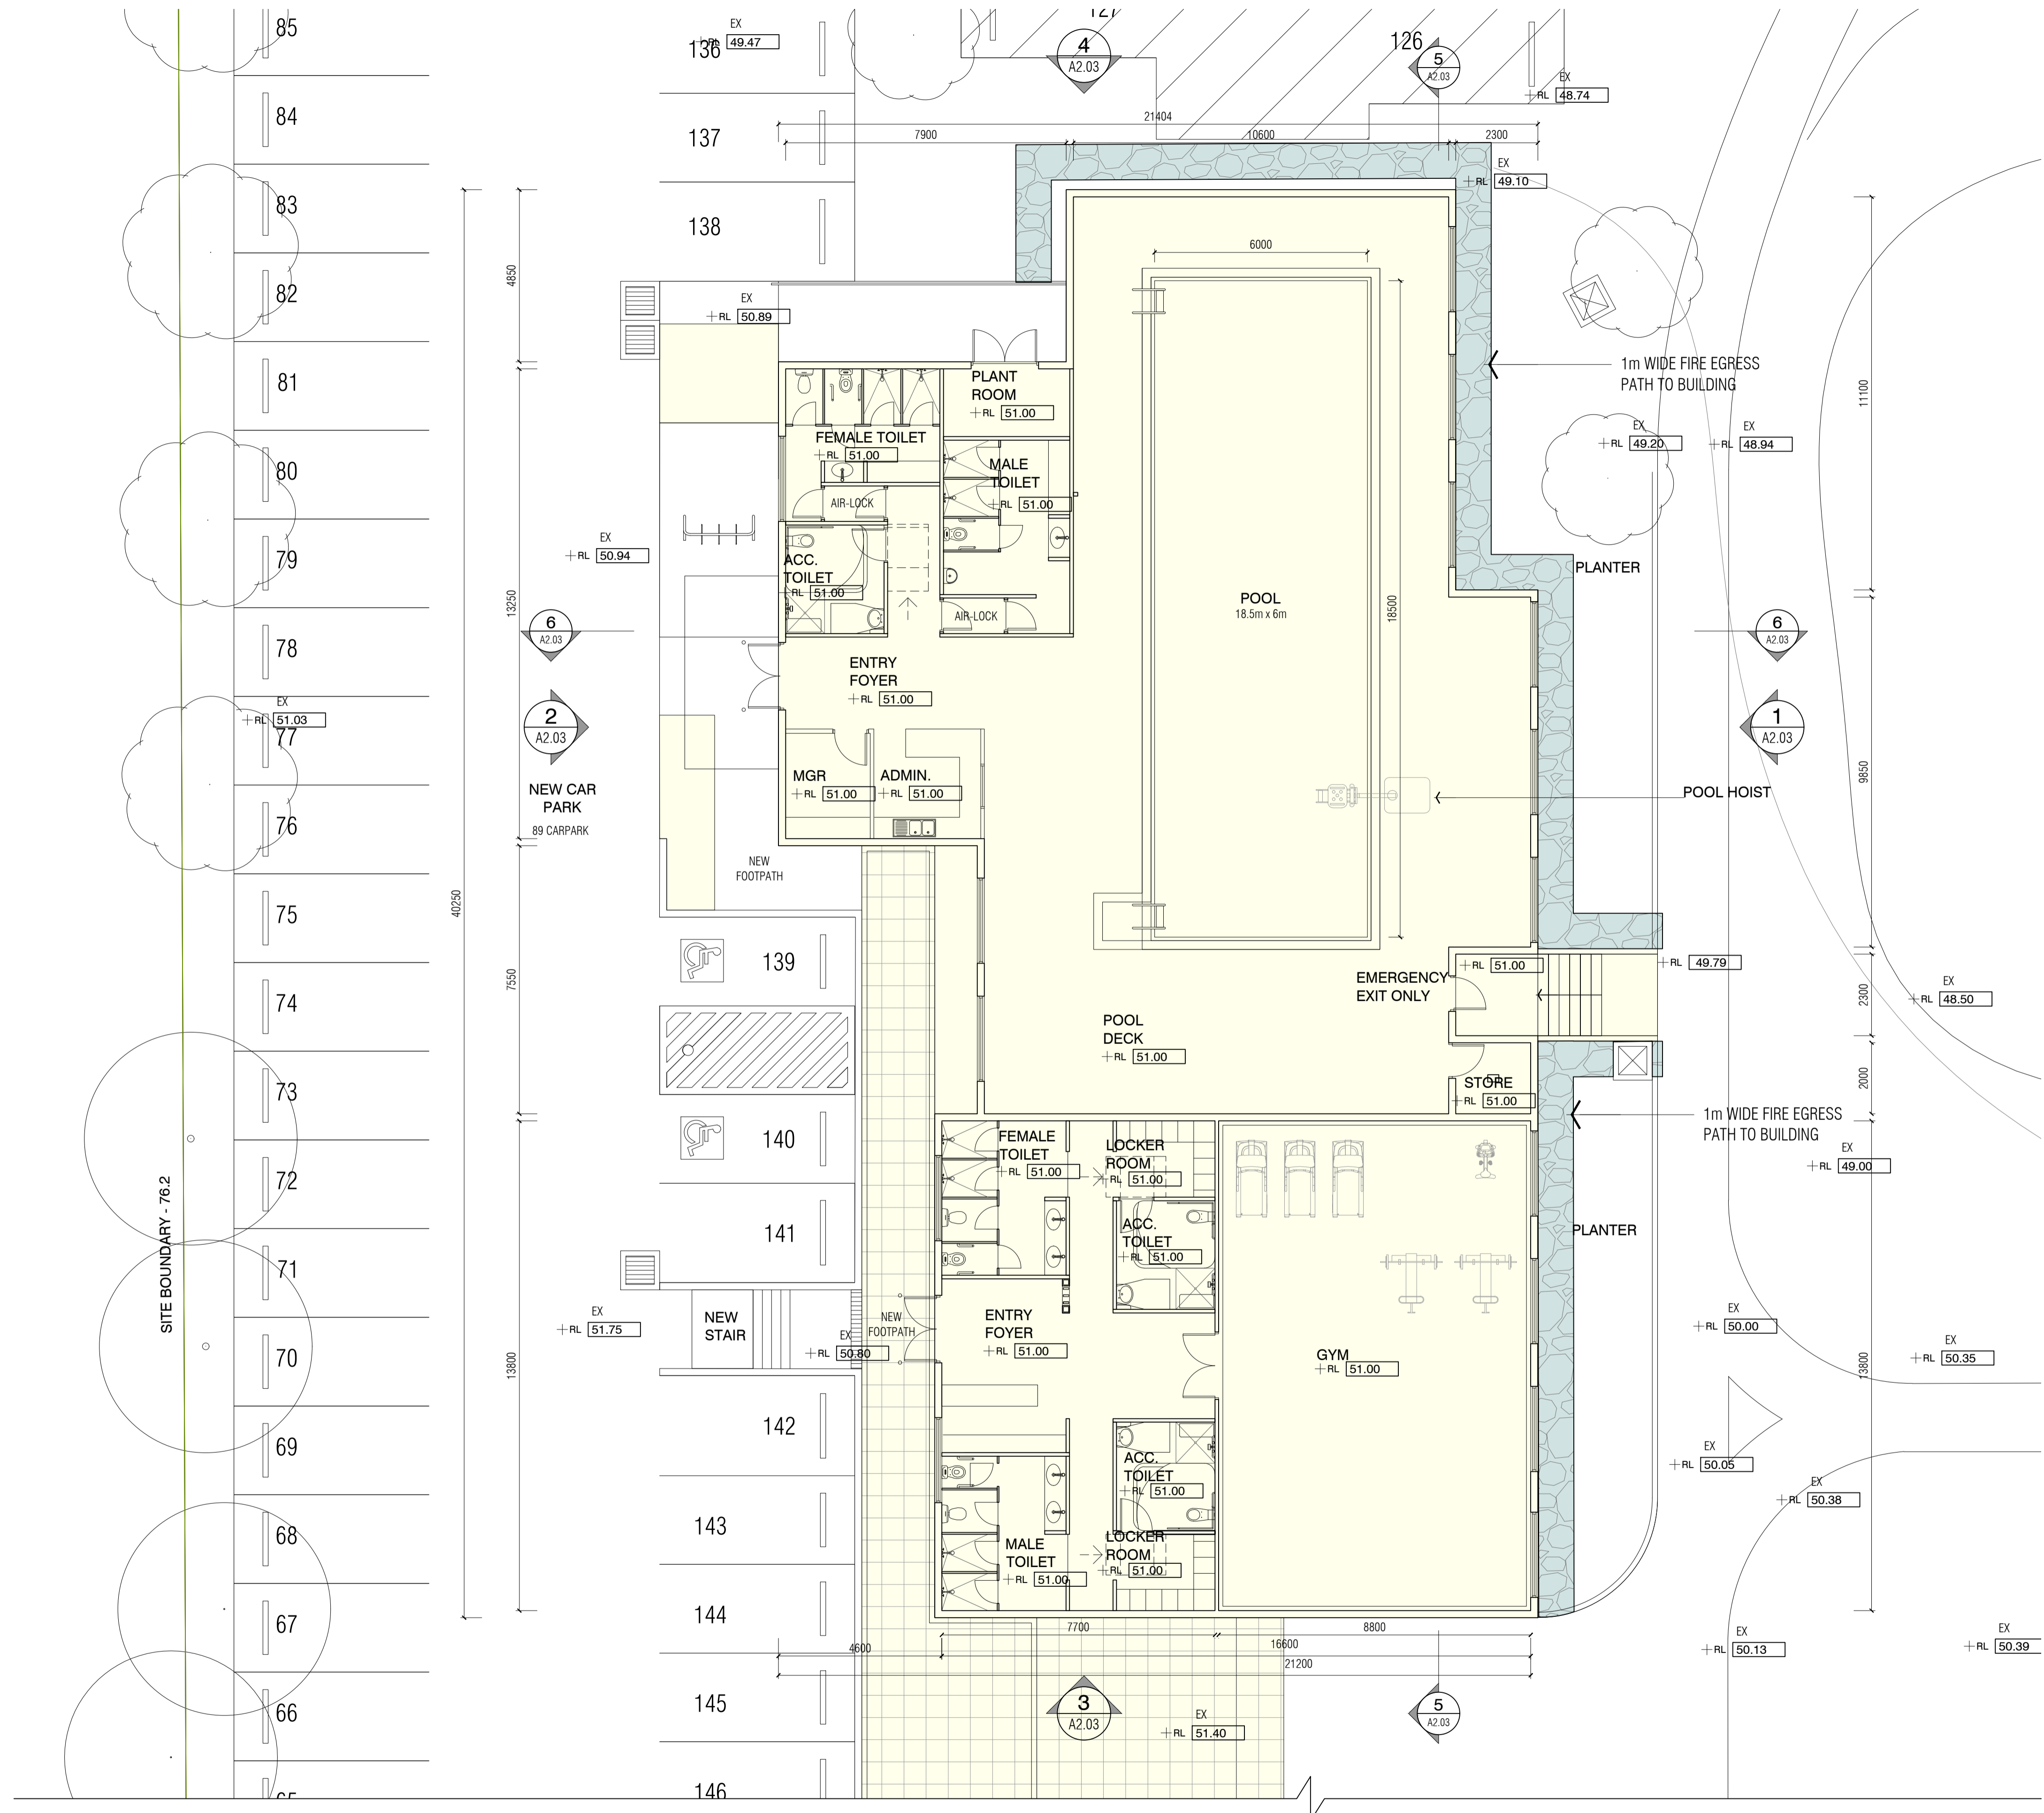 85
EX
RL 49.47
136
127
4
A2.03
126
5
A2.03
EX
RL 48.74
84
137
21404
7900
10600
2300
EX
RL 49.10
83
138
6000
82
EX
RL 50.89
4850
81
PLANT
ROOM
RL 51.00
1m WIDE FIRE EGRESS
PATH TO BUILDING
11100
FEMALE TOILET
RL 51.00
EX
RL 49.20
EX
RL 48.94
80
MALE
TOILET
RL 51.00
AIR-LOCK
EX
RL 50.94
79
ACC.
TOILET
RL 51.00
PLANTER
13250
POOL
18.5m x 6m
18500
AIR-LOCK
6
A2.03
6
A2.03
78
ENTRY
FOYER
RL 51.00
EX
RL 51.03
77
2
A2.03
1
A2.03
MGR
RL 51.00
ADMIN.
RL 51.00
9850
POOL HOIST
NEW CAR
PARK
89 CARPARK
76
NEW
FOOTPATH
40250
75
139
7550
74
EMERGENCY
EXIT ONLY
RL 51.00
RL 49.79
2300
EX
RL 48.50
POOL
DECK
RL 51.00
73
STORE
RL 51.00
2000
1m WIDE FIRE EGRESS
PATH TO BUILDING
140
FEMALE
TOILET
RL 51.00
LOCKER
ROOM
RL 51.00
EX
RL 49.00
72
SITE BOUNDARY - 76.2
141
ACC.
TOILET
RL 51.00
PLANTER
71
EX
RL 51.75
NEW
STAIR
EX
RL 50.80
NEW
FOOTPATH
ENTRY
FOYER
RL 51.00
EX
RL 50.00
EX
RL 50.35
70
13800
GYM
RL 51.00
13800
142
69
ACC.
TOILET
RL 51.00
EX
RL 50.05
EX
RL 50.38
143
68
MALE
TOILET
RL 51.00
LOCKER
ROOM
RL 51.00
144
67
7700
8800
4600
16600
21200
EX
RL 50.13
EX
RL 50.39
145
66
3
A2.03
EX
RL 51.40
5
A2.03
146
65